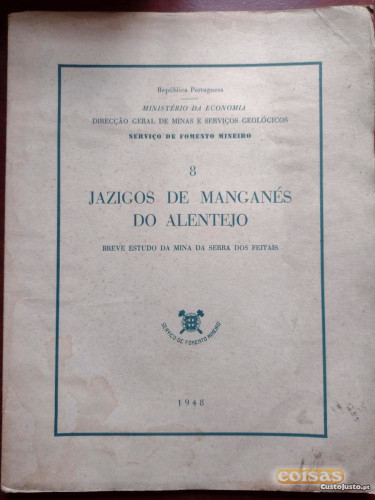 República Portuguesa
MINISTÉRIO DA ECONOMIA
DIRECÇÃO GERAL DE MINAS E SERVIÇOS GEOLÓGICOS
SERVIÇO DE FOMENTO MINEIRO
8
JAZIGOS DE MANGANÉS
DO ALENTEJO
BREVE ESTUDO DA MINA DA SERRA DOS FEITAIS
SERVIÇO DE FOMENTO MINEIRO
1948
coisas
CustoJusto.pt